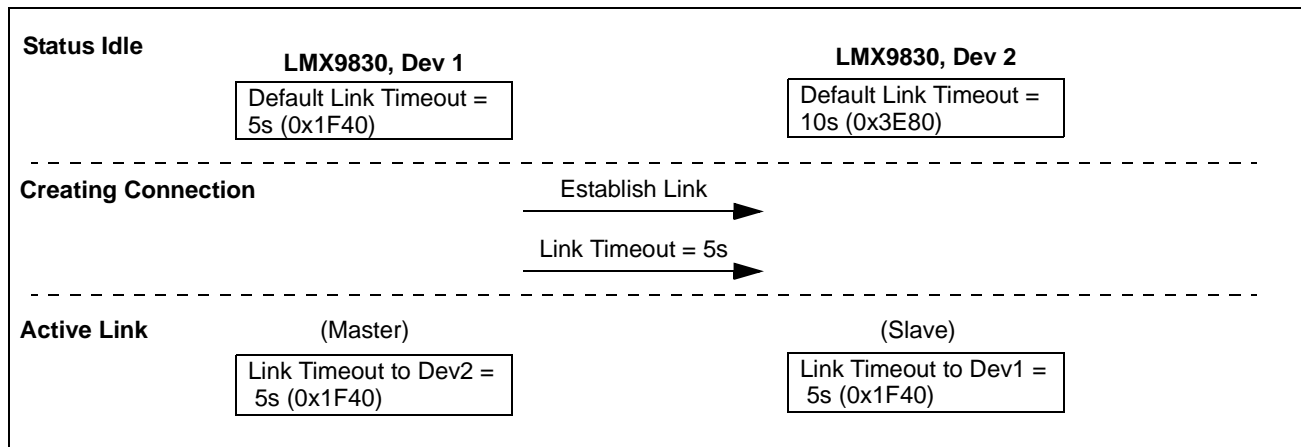 Status Idle
LMX9830, Dev 1
LMX9830, Dev 2
Default Link Timeout =
5s (0x1F40)
Default Link Timeout =
10s (0x3E80)
Creating Connection
Establish Link
Link Timeout = 5s
Active Link
(Master)
(Slave)
Link Timeout to Dev2 =
5s (0x1F40)
Link Timeout to Dev1 =
5s (0x1F40)